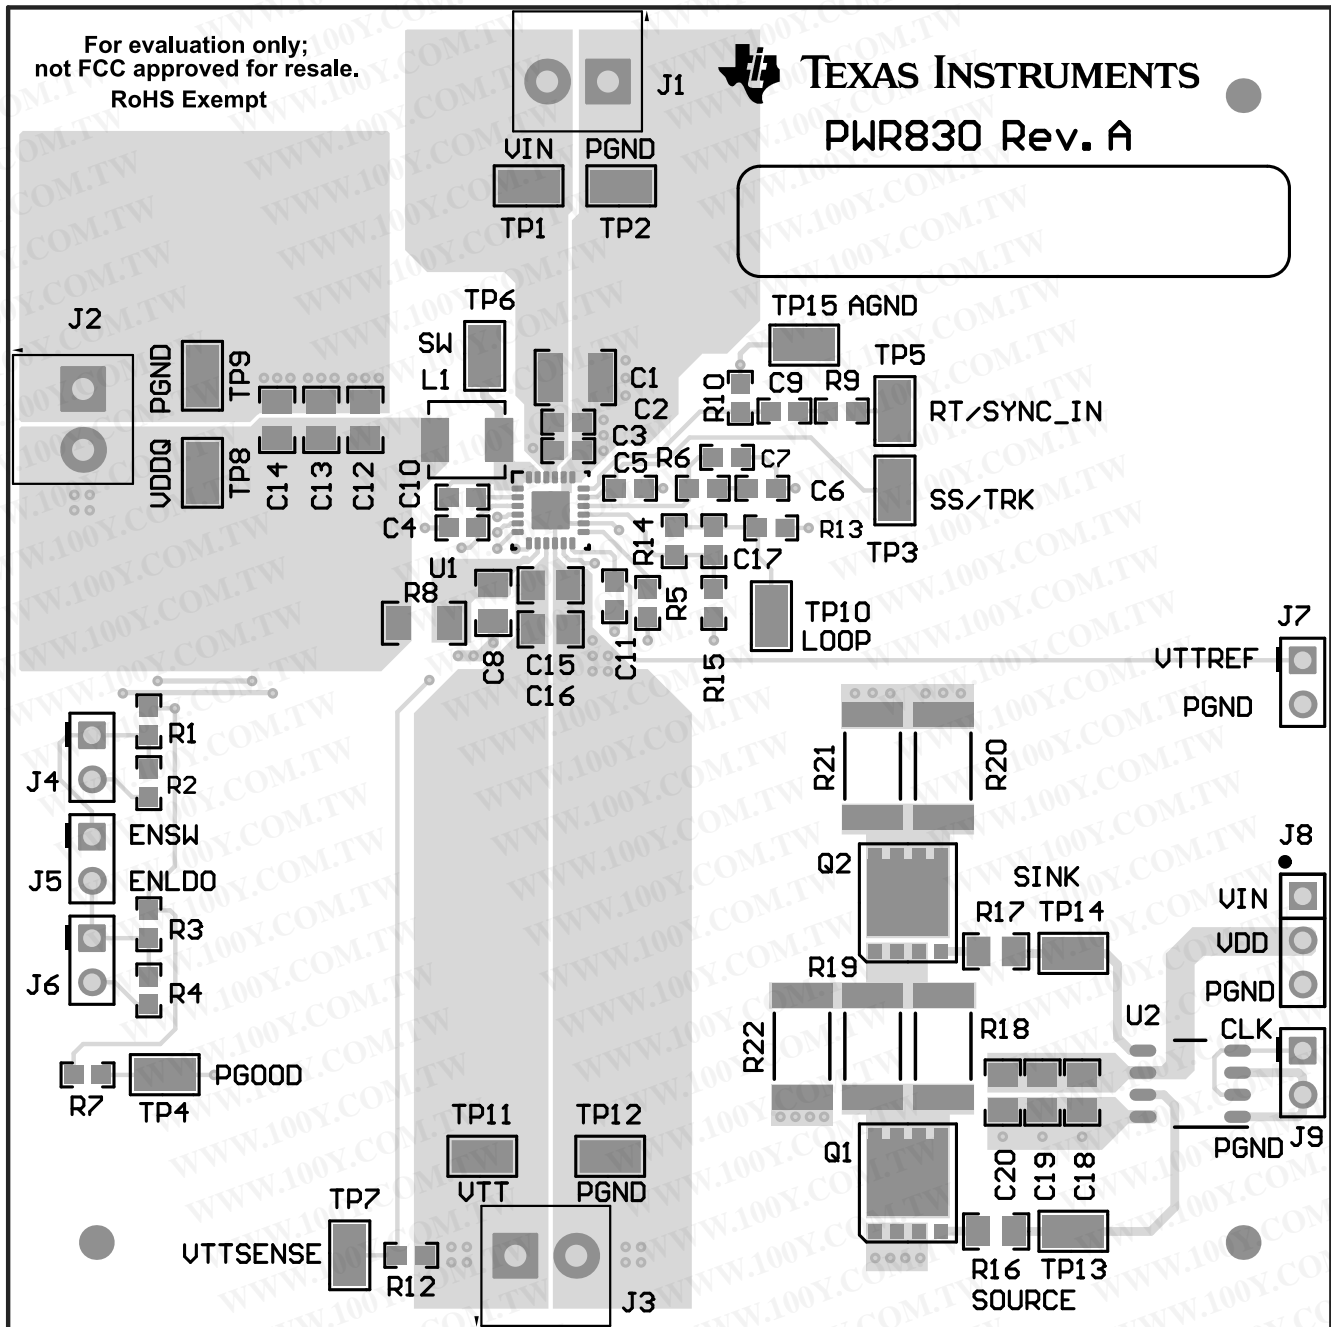 For evaluation only;
not FCC approved for resale.
RoHS Exempt
J1
TEXAS INSTRUMENTS
PWR830 Rev. A
VIN PGND
TP1 TP2
J2
PGND
TP9
VDDQ
TP8
C14
C13
C12
TP6
SW
L1
C10
C4
C1
C2
C3
C5
R6
C7
C6
TP15 AGND
R10
C9
R9
TP5
RT/SYNC_IN
SS/TRK
TP3
U1
R8
C8
C15
C16
C11
R5
R14
C17
R13
R15
TP10
LOOP
J7
VTTREF
PGND
R1
J4
R2
ENSW
J5
ENLDO
R3
J6
R4
R7
TP4
PGOOD
R21
R20
Q2
SINK
R17
TP14
J8
VIN
VDD
PGND
R19
R22
R18
U2
CLK
PGND
J9
Q1
C20
C19
C18
R16
TP13
SOURCE
TP11
VTT
TP12
PGND
TP7
VTTSENSE
R12
J3
WWW.100Y.COM.TW